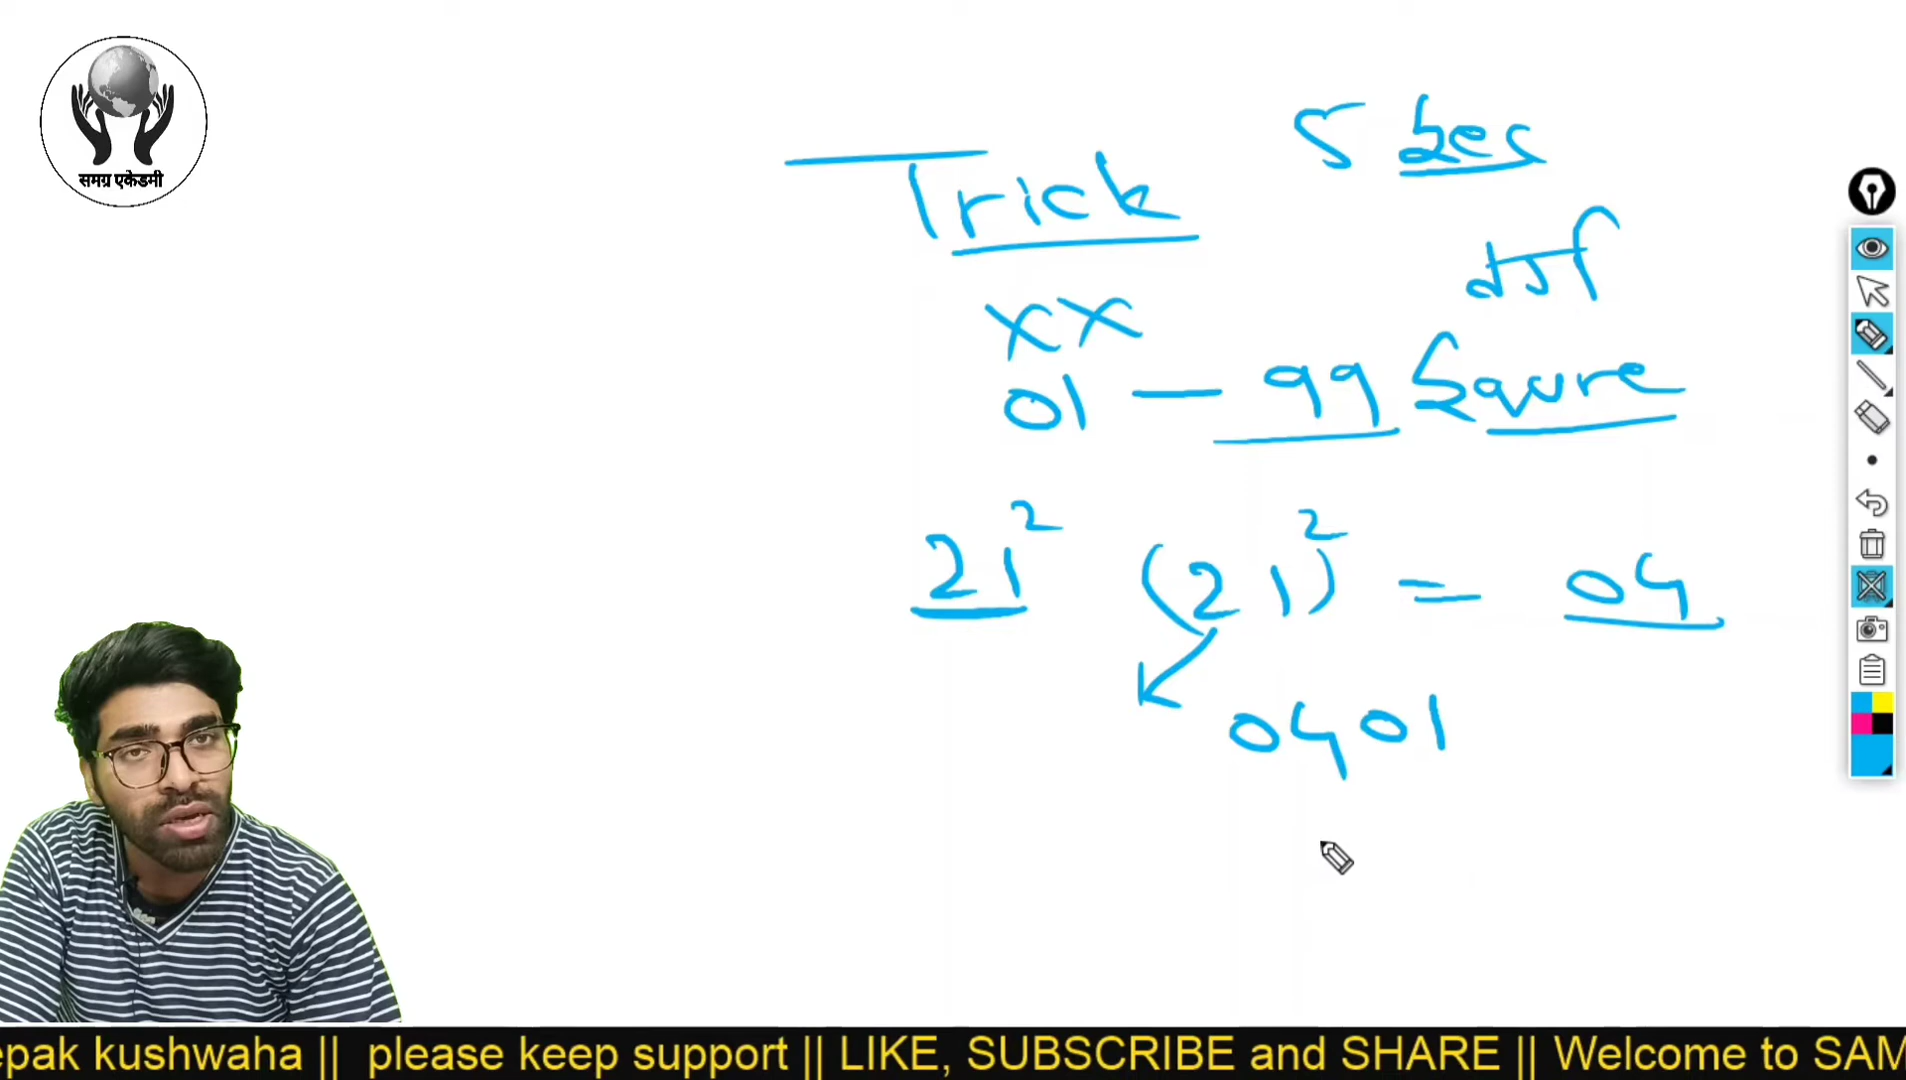 समग्र एकेडमी
5 Sec
Trick
XX
01 — 99 Squre
21² (21)² = 04
0401
epak kushwaha || please keep support || LIKE, SUBSCRIBE and SHARE || Welcome to SAM